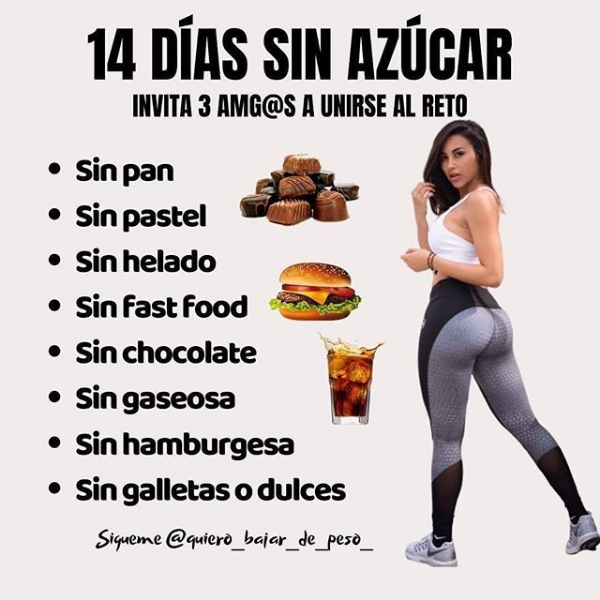 14 DÍAS SIN AZÚCAR
INVITA 3 AMG@S A UNIRSE AL RETO
• Sin pan
• Sin pastel
• Sin helado
• Sin fast food
• Sin chocolate
• Sin gaseosa
• Sin hamburgesa
• Sin galletas o dulces
Sigueme @quiero_bajar_de_peso_